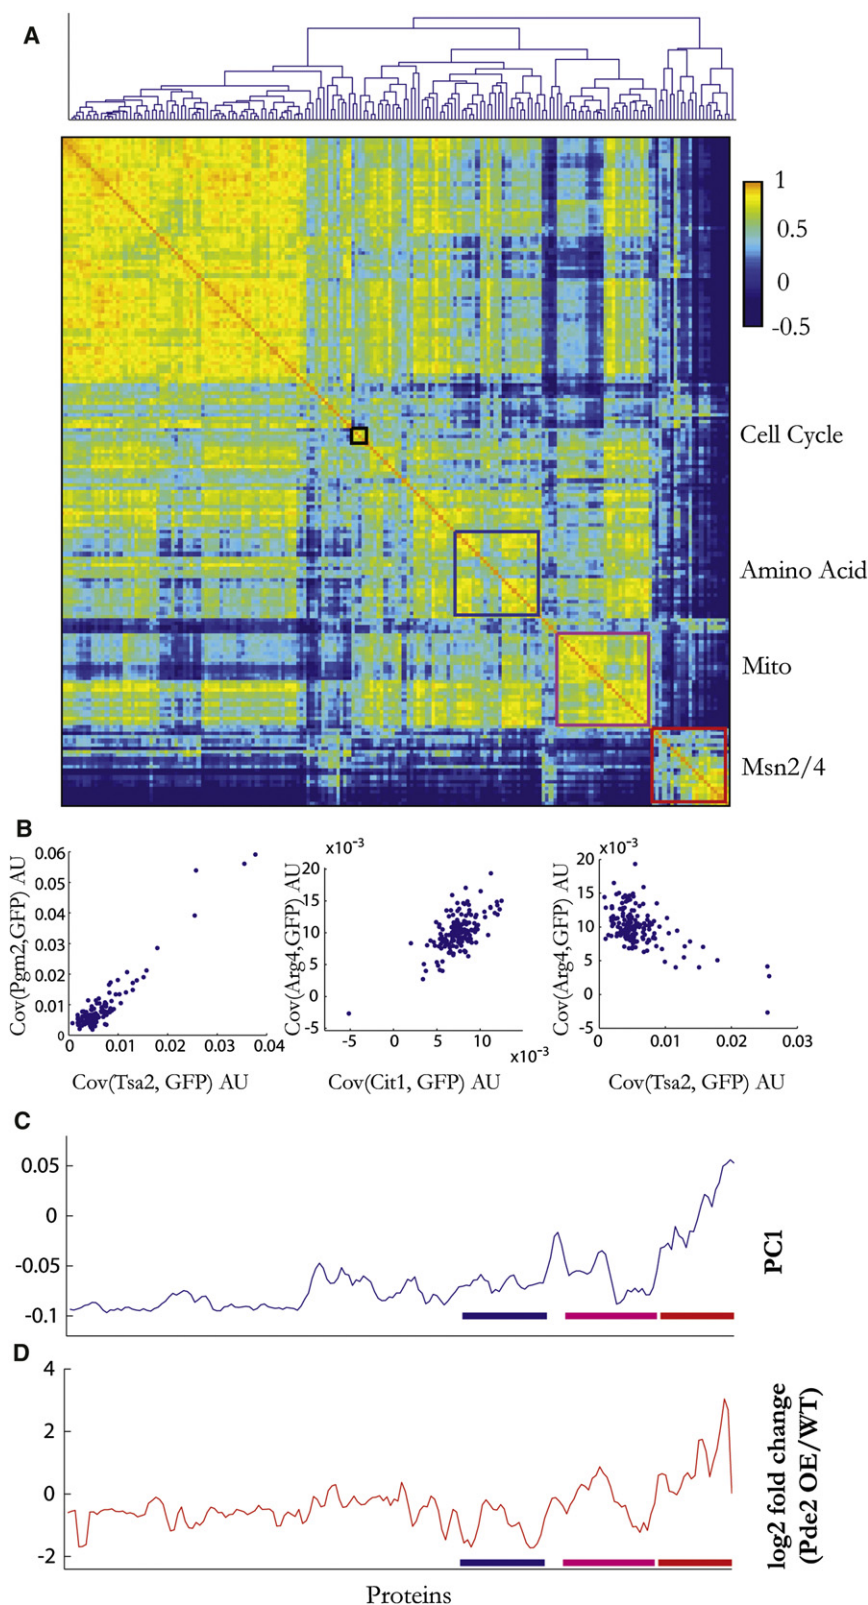 A
1
0.5
0
-0.5
Cell Cycle
Amino Acid
Mito
Msn2/4
B
0.06
0.05
0.04
0.03
0.02
0.01
0
0 0.01 0.02 0.03 0.04
Cov(Pgm2,GFP) AU
Cov(Tsa2, GFP) AU
x10⁻³
20
15
10
5
0
-5
-5 0 5 10
x10⁻³
Cov(Arg4,GFP) AU
Cov(Cit1, GFP) AU
x10⁻³
20
15
10
5
0
-5
0 0.01 0.02 0.03
Cov(Arg4,GFP) AU
Cov(Tsa2, GFP) AU
C
0.05
0
-0.05
-0.1
PC1
D
4
2
0
-2
log2 fold change
(Pdc2 OE/WT)
Proteins